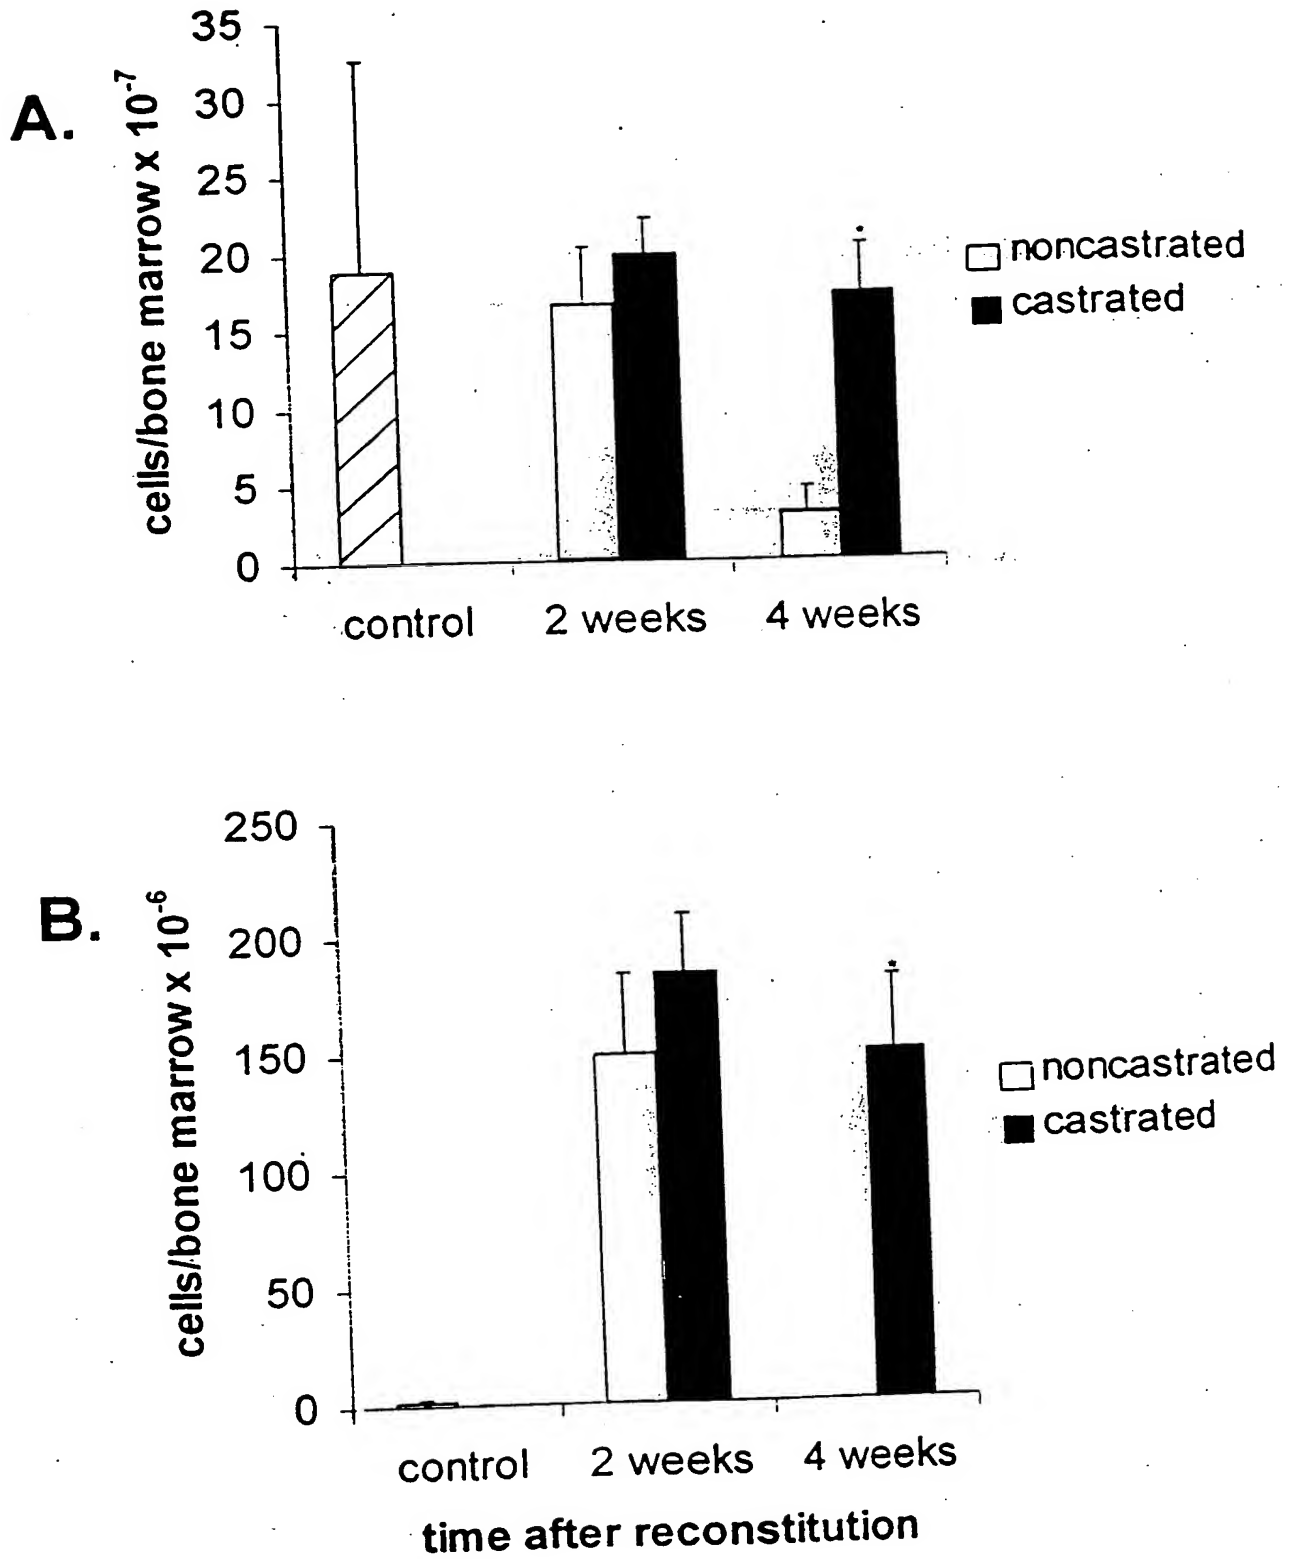 A.
cells/bone marrow x 10-7
35
30
25
20
15
10
5
0
control 2 weeks 4 weeks
*
noncastrated
castrated
B.
cells/bone marrow x 10-6
250
200
150
100
50
0
control 2 weeks 4 weeks
*
noncastrated
castrated
time after reconstitution